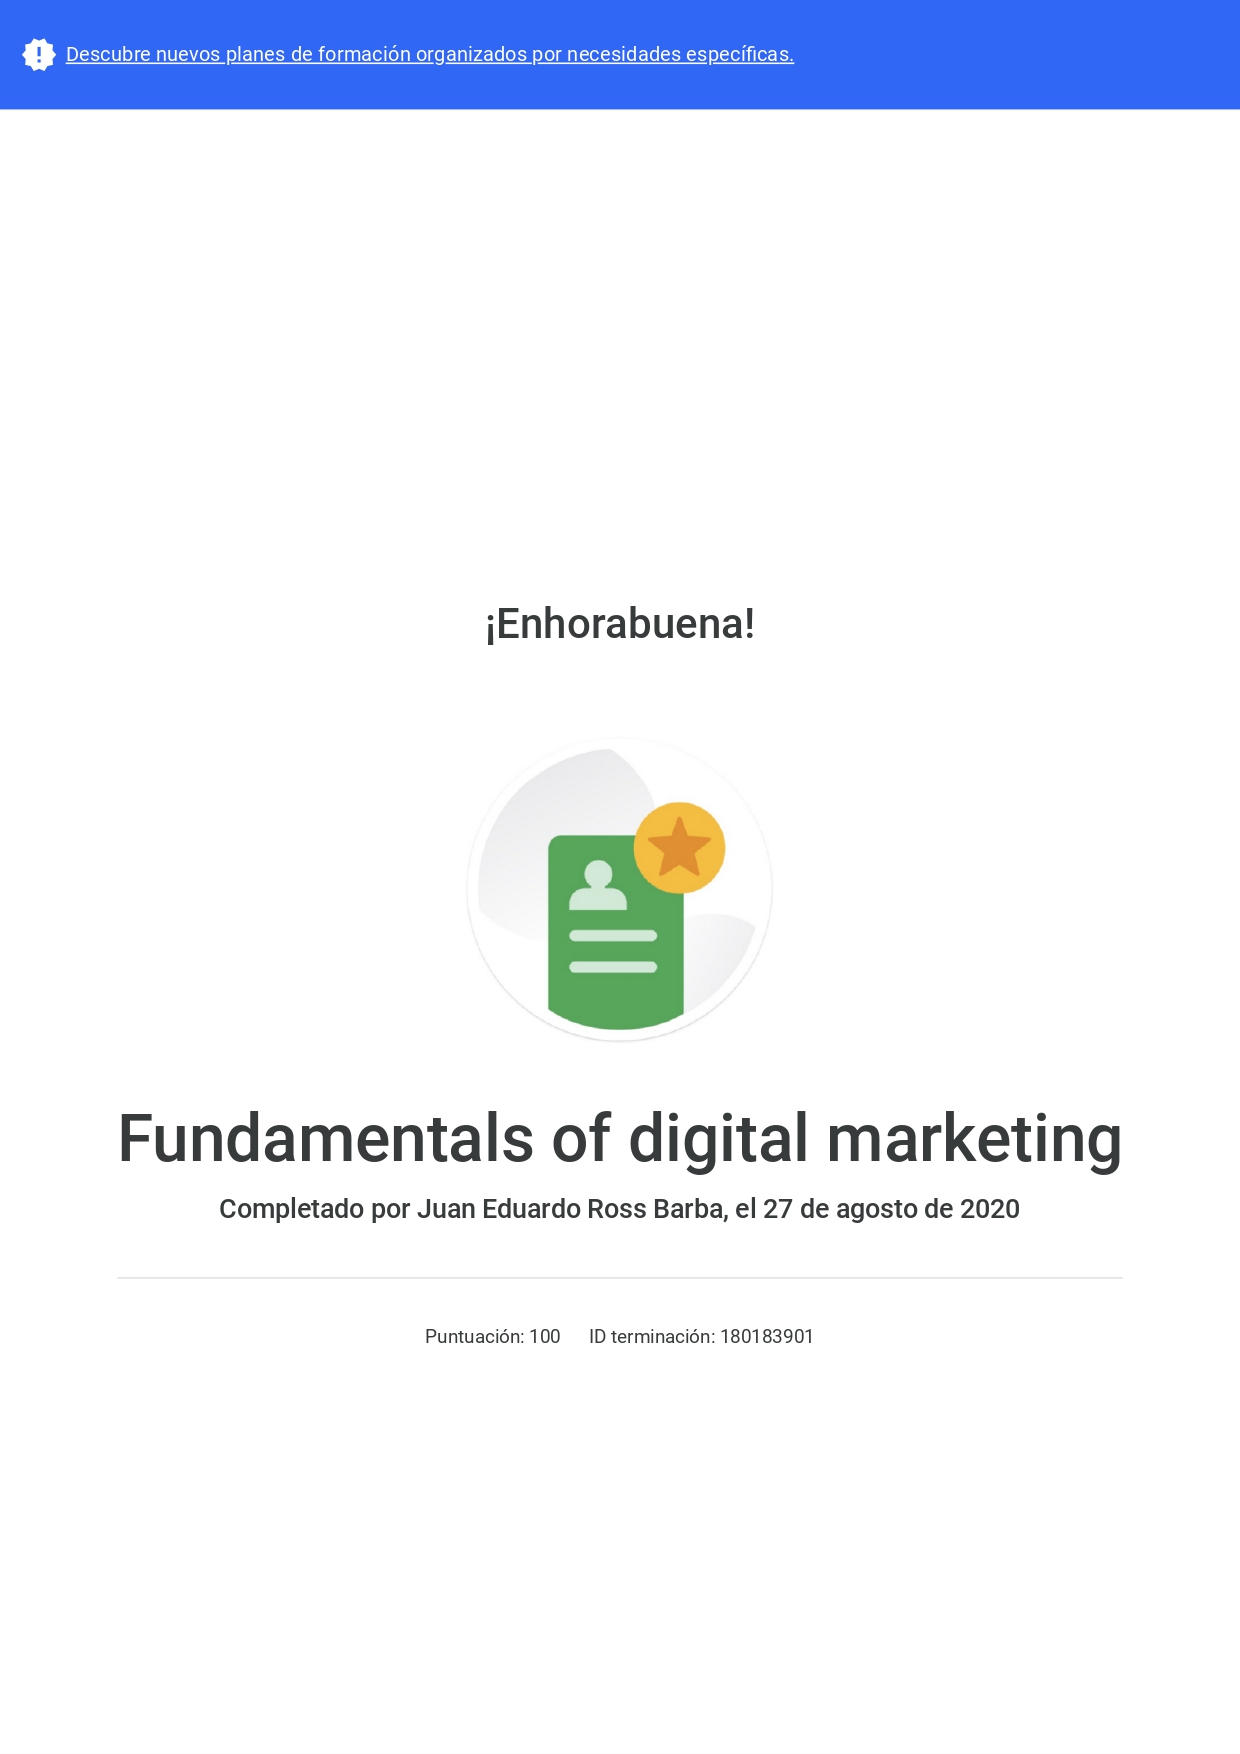 Descubre nuevos planes de formación organizados por necesidades específicas.
¡Enhorabuena!
Fundamentals of digital marketing
Completado por Juan Eduardo Ross Barba, el 27 de agosto de 2020
Puntuación: 100 ID terminación: 180183901